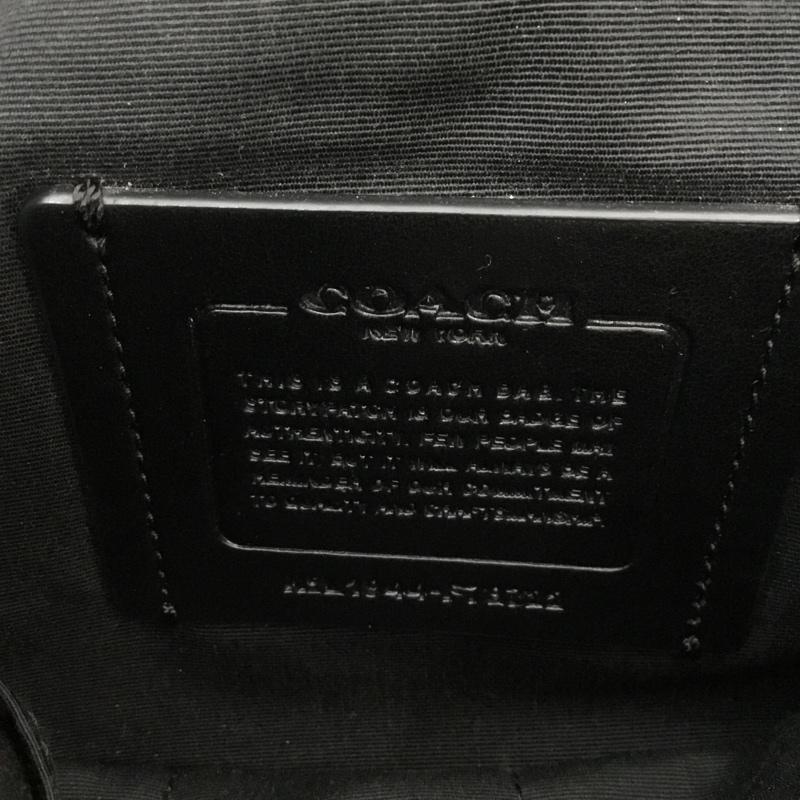 COACH
NEW YORK
THIS IS A COACH BAG. THE
STORYPATCH IS OUR BADGE OF
AUTHENTICITY. FEW PEOPLE MAY
SEE IT BUT IT WILL ALWAYS BE A
REMINDER OF OUR COMMITMENT
TO QUALITY AND CRAFTSMANSHIP.